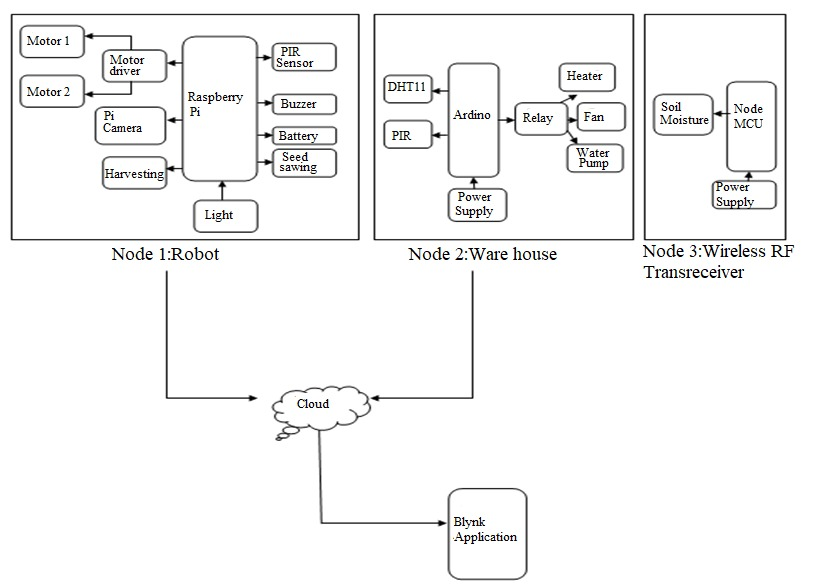 Motor 1
Motor 2
Motor
driver
Pi
Camera
Harvesting
Raspberry
Pi
PIR
Sensor
Buzzer
Battery
Seed
sawing
Light
Node 1:Robot
DHT11
PIR
Ardino
Relay
Heater
Fan
Water
Pump
Power
Supply
Node 2:Ware house
Soil
Moisture
Node
MCU
Power
Supply
Node 3:Wireless RF
Transreceiver
Cloud
Blynk
Application